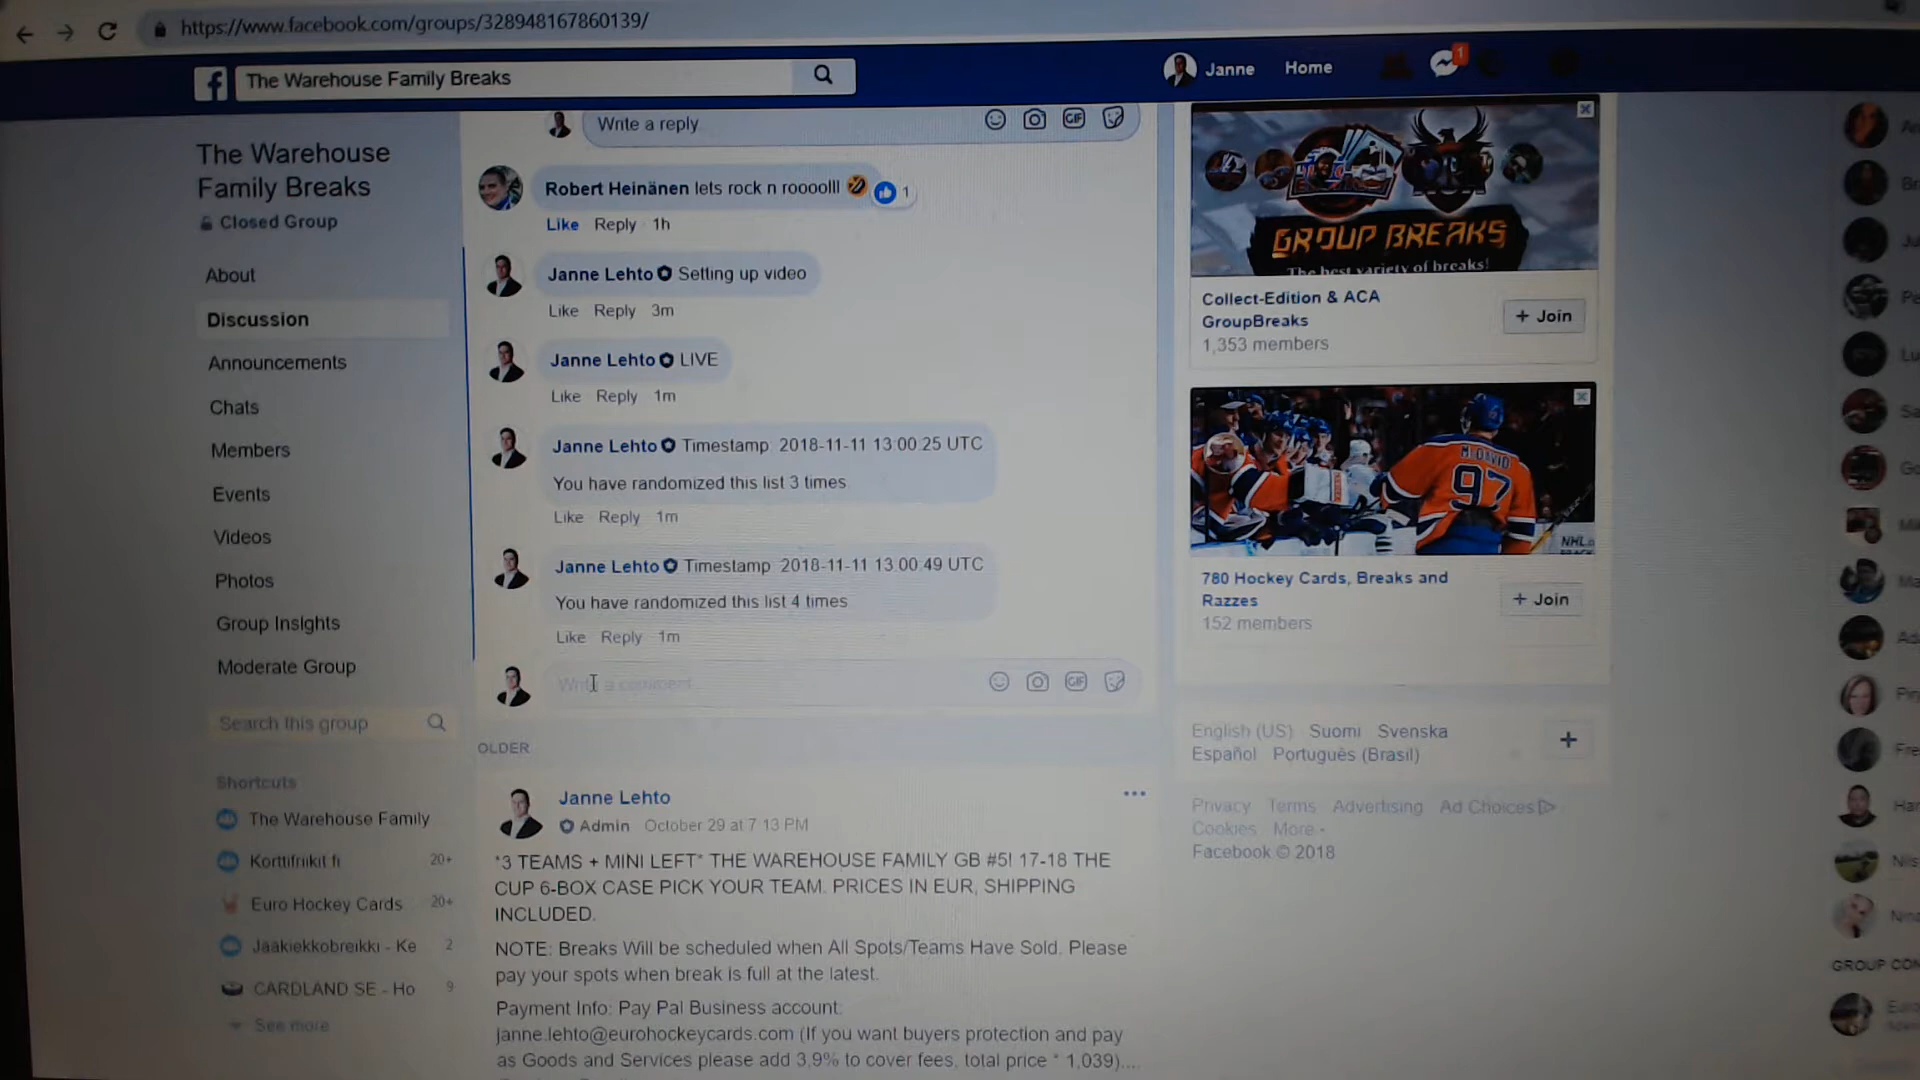 https://www.facebook.com/groups/328948167860139/
The Warehouse Family Breaks
Janne
Home
1
The Warehouse
Family Breaks
Closed Group
About
Discussion
Announcements
Chats
Members
Events
Videos
Photos
Group Insights
Moderate Group
Search this group
Shortcuts
The Warehouse Family
Korttifriikit fi 20+
Euro Hockey Cards 20+
Jaakiekkobreikki - Ke 2
CARDLAND SE - Ho 9
See more
Write a reply
GIF
Robert Heinänen lets rock n roooolll
1
Like Reply 1h
Janne Lehto Setting up video
Like Reply 3m
Janne Lehto LIVE
Like Reply 1m
Janne Lehto Timestamp: 2018-11-11 13:00:25 UTC
You have randomized this list 3 times
Like Reply 1m
Janne Lehto Timestamp: 2018-11-11 13:00:49 UTC
You have randomized this list 4 times
Like Reply 1m
Write a comment
GIF
OLDER
Janne Lehto
Admin October 29 at 7:13 PM
*3 TEAMS + MINI LEFT* THE WAREHOUSE FAMILY GB #5! 17-18 THE
CUP 6-BOX CASE PICK YOUR TEAM. PRICES IN EUR, SHIPPING
INCLUDED.
NOTE: Breaks Will be scheduled when All Spots/Teams Have Sold. Please
pay your spots when break is full at the latest.
Payment Info: Pay Pal Business account:
janne.lehto@eurohockeycards.com (If you want buyers protection and pay
as Goods and Services please add 3,9% to cover fees, total price * 1,039)....
GROUP BREAKS
The best variety of breaks!
Collect-Edition & ACA
GroupBreaks
1,353 members
+ Join
97
780 Hockey Cards, Breaks and
Razzes
152 members
+ Join
English (US) Suomi Svenska
Español Português (Brasil)
Privacy Terms Advertising Ad Choices
Cookies More
Facebook © 2018
GROUP CON